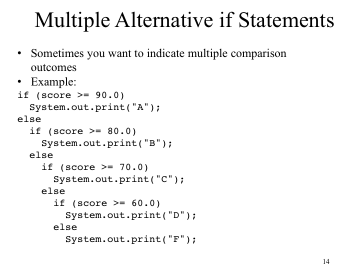 Multiple Alternative if Statements
• Sometimes you want to indicate multiple comparison
outcomes
• Example:
if (score >= 90.0)
  System.out.print("A");
else
  if (score >= 80.0)
    System.out.print("B");
  else
    if (score >= 70.0)
      System.out.print("C");
    else
      if (score >= 60.0)
        System.out.print("D");
      else
        System.out.print("F");
14